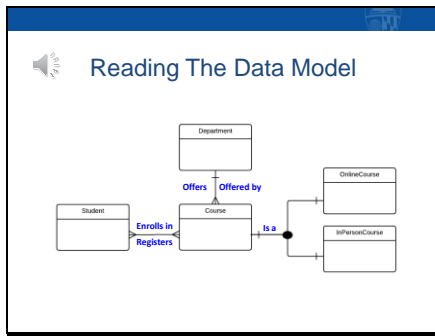 Reading The Data Model
Department
Offers Offered by
OnlineCourse
Student
Enrolls in
Registers
Course
Is a
InPersonCourse